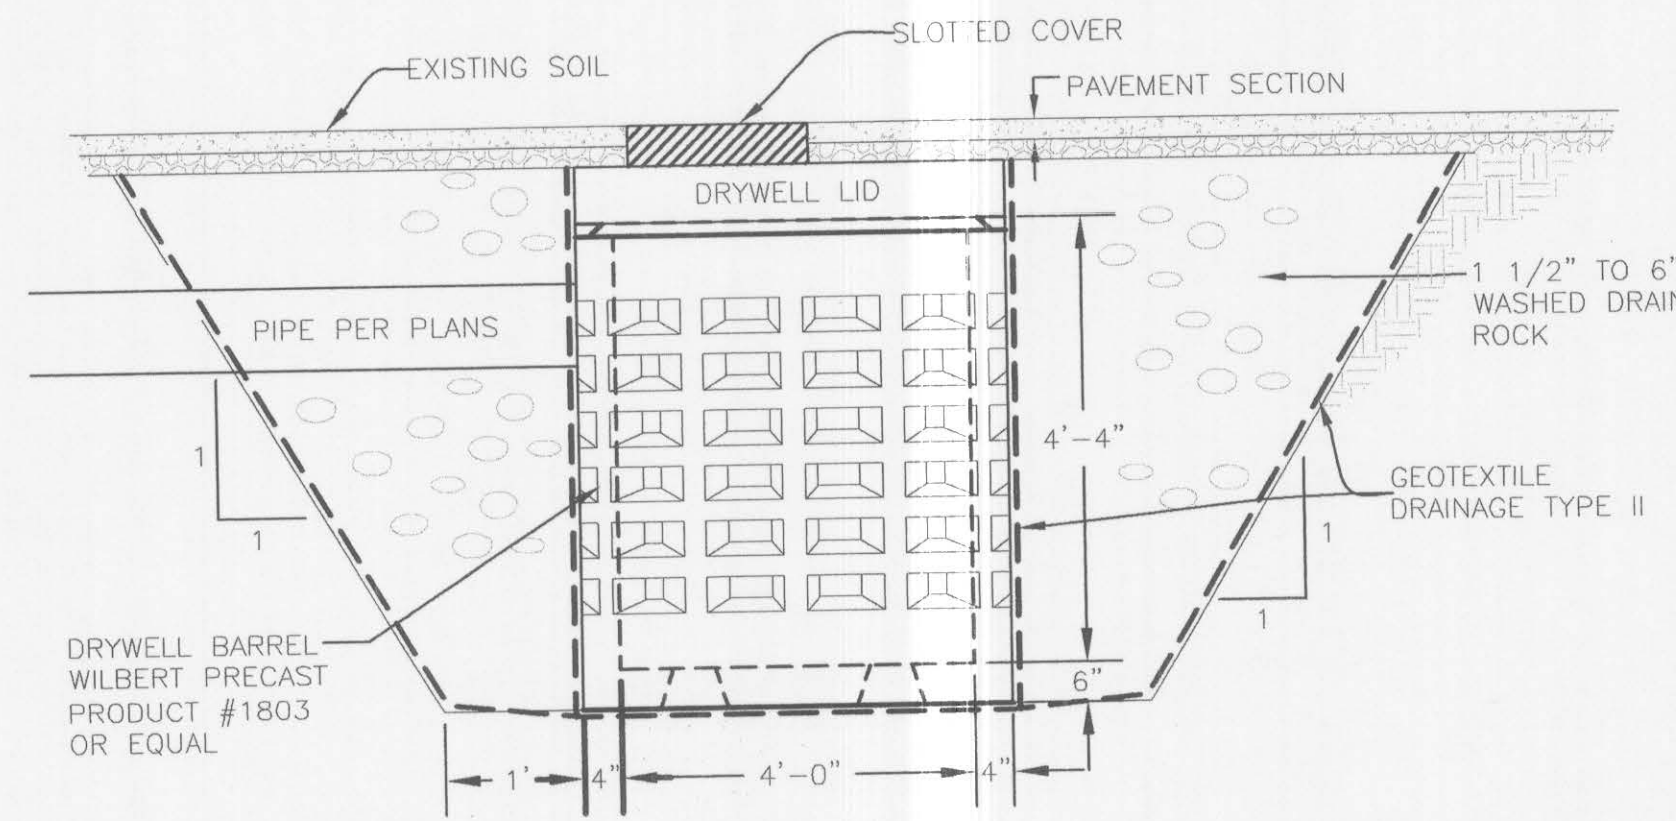 SLOTTED COVER
EXISTING SOIL
PAVEMENT SECTION
DRYWELL LID
1 1/2" TO 6"
WASHED DRAIN
ROCK
PIPE PER PLANS
4'-4"
1
1
GEOTEXTILE
DRAINAGE TYPE II
1
1
DRYWELL BARREL
WILBERT PRECAST
PRODUCT #1803
OR EQUAL
6"
1'
4"
4'-0"
4"